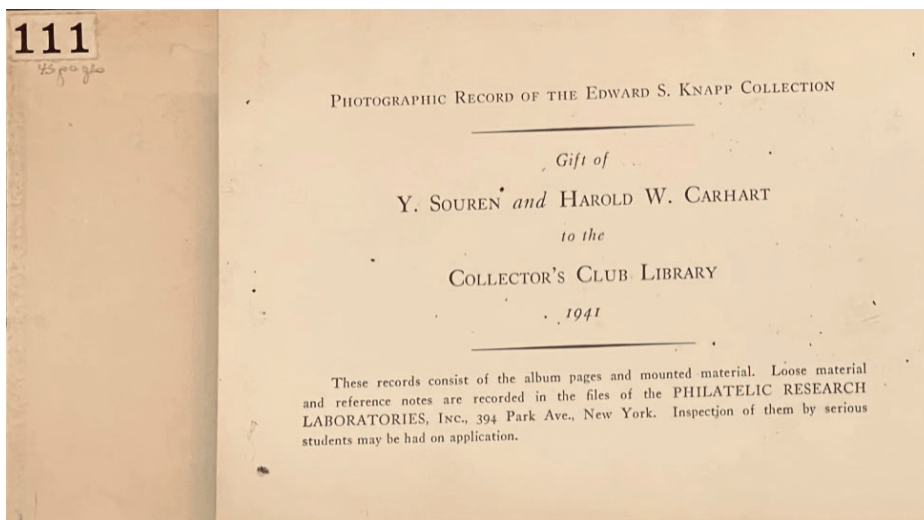 111
45 pages
PHOTOGRAPHIC RECORD OF THE EDWARD S. KNAPP COLLECTION
Gift of
Y. SOUREN and HAROLD W. CARHART
to the
COLLECTOR'S CLUB LIBRARY
1941
These records consist of the album pages and mounted material. Loose material
and reference notes are recorded in the files of the PHILATELIC RESEARCH
LABORATORIES, INC., 394 Park Ave., New York. Inspection of them by serious
students may be had on application.